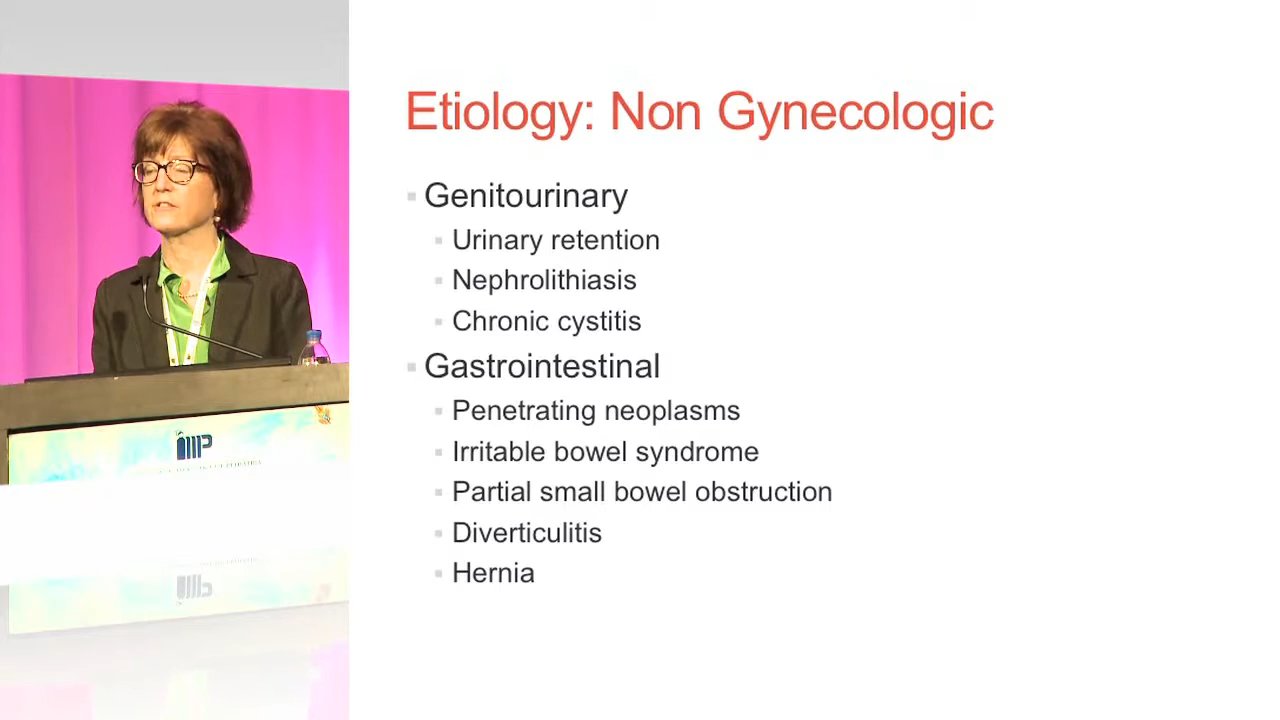 Etiology: Non Gynecologic
Genitourinary
Urinary retention
Nephrolithiasis
Chronic cystitis
Gastrointestinal
Penetrating neoplasms
Irritable bowel syndrome
Partial small bowel obstruction
Diverticulitis
Hernia